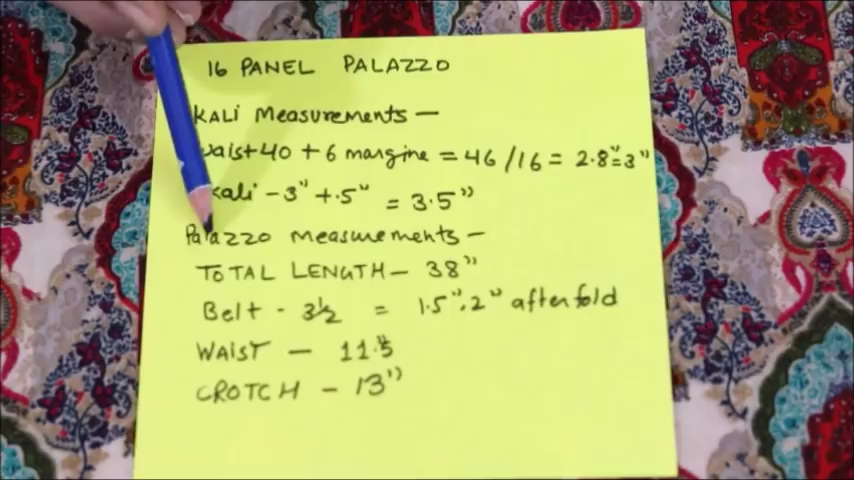 16 PANEL PALAZZO
KALI Measurements —
waist 40 + 6 margine = 46 /16 = 2.8"=3"
kali - 3" + .5" = 3.5"
Palazzo measurements —
TOTAL LENGTH — 38"
Belt - 3½ = 1.5", 2" after fold
WAIST — 11.5"
CROTCH — 13"